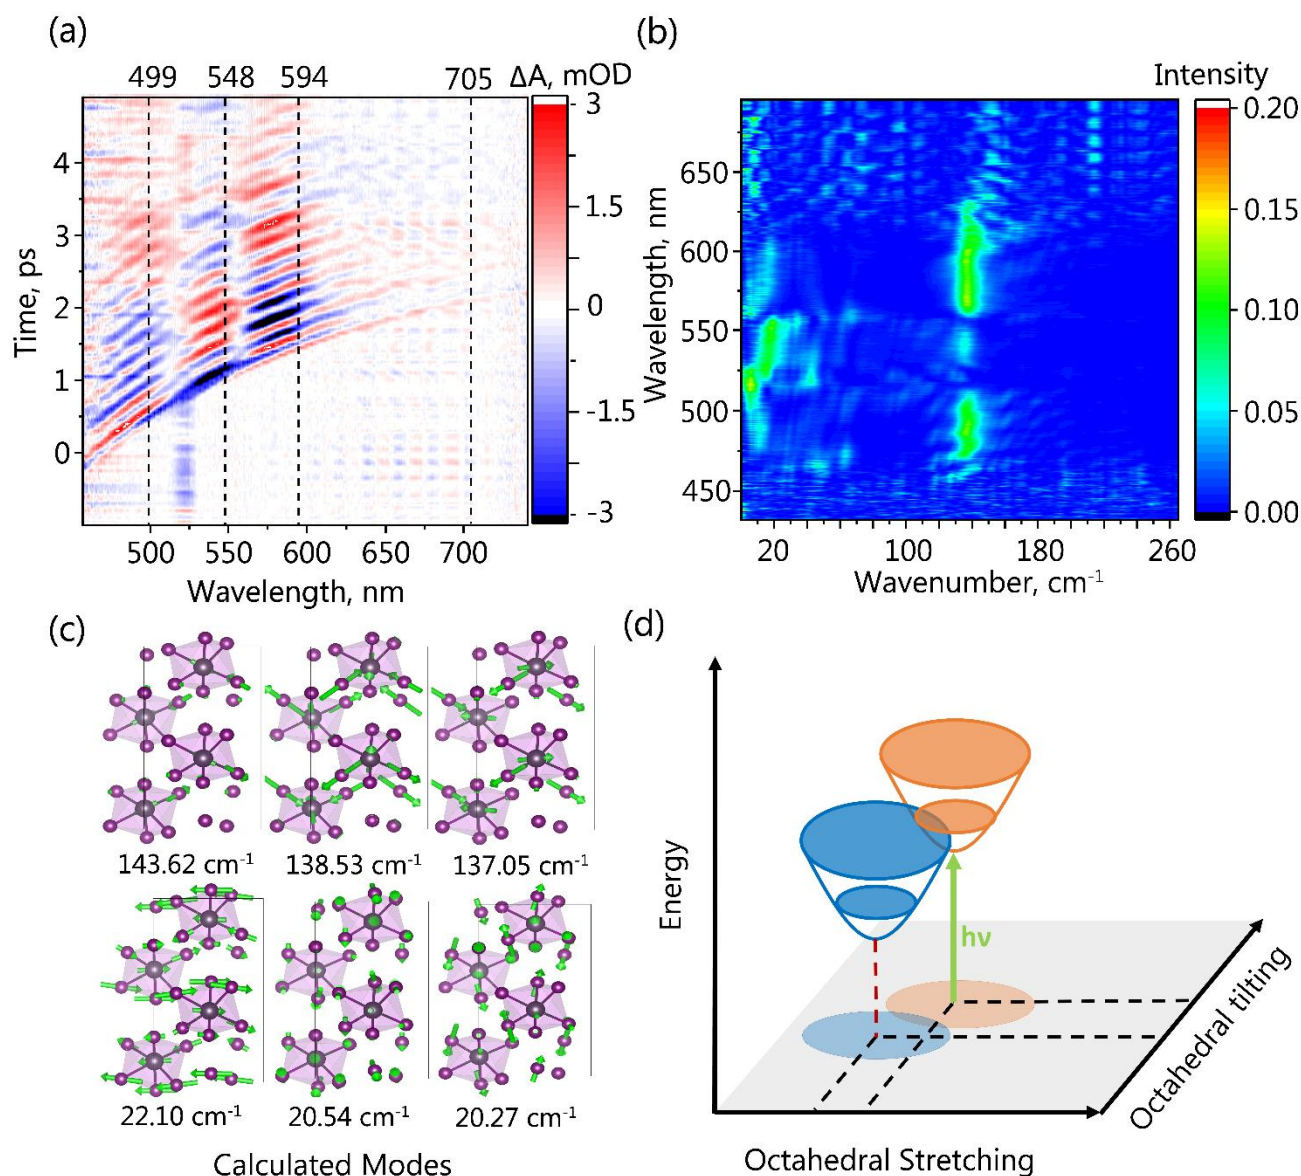 (a)
499
548
594
705
ΔA, mOD
3
1.5
0
-1.5
-3
4
3
2
1
0
Time, ps
500
550
600
650
700
Wavelength, nm
(b)
Intensity
0.20
0.15
0.10
0.05
0.00
650
600
550
500
450
Wavelength, nm
20
100
180
260
Wavenumber, cm⁻¹
(c)
143.62 cm⁻¹
138.53 cm⁻¹
137.05 cm⁻¹
22.10 cm⁻¹
20.54 cm⁻¹
20.27 cm⁻¹
Calculated Modes
(d)
Energy
hν
Octahedral tilting
Octahedral Stretching